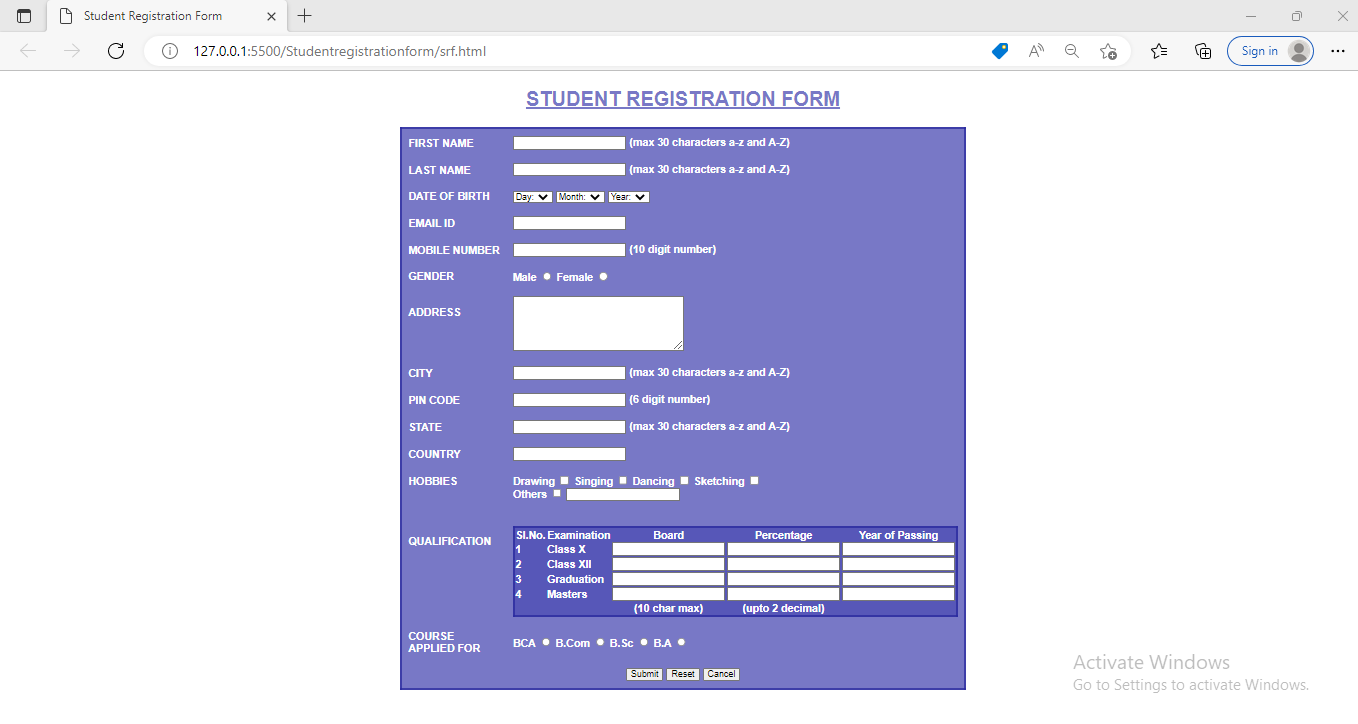 Student Registration Form
127.0.0.1:5500/Studentregistrationform/srf.html
Sign in
STUDENT REGISTRATION FORM
FIRST NAME (max 30 characters a-z and A-Z)
LAST NAME (max 30 characters a-z and A-Z)
DATE OF BIRTH Day: Month: Year:
EMAIL ID
MOBILE NUMBER (10 digit number)
GENDER Male Female
ADDRESS
CITY (max 30 characters a-z and A-Z)
PIN CODE (6 digit number)
STATE (max 30 characters a-z and A-Z)
COUNTRY
HOBBIES Drawing Singing Dancing Sketching
Others
QUALIFICATION
Sl.No. Examination Board Percentage Year of Passing
1 Class X
2 Class XII
3 Graduation
4 Masters
(10 char max) (upto 2 decimal)
COURSE
APPLIED FOR BCA B.Com B.Sc B.A
Submit Reset Cancel
Activate Windows
Go to Settings to activate Windows.